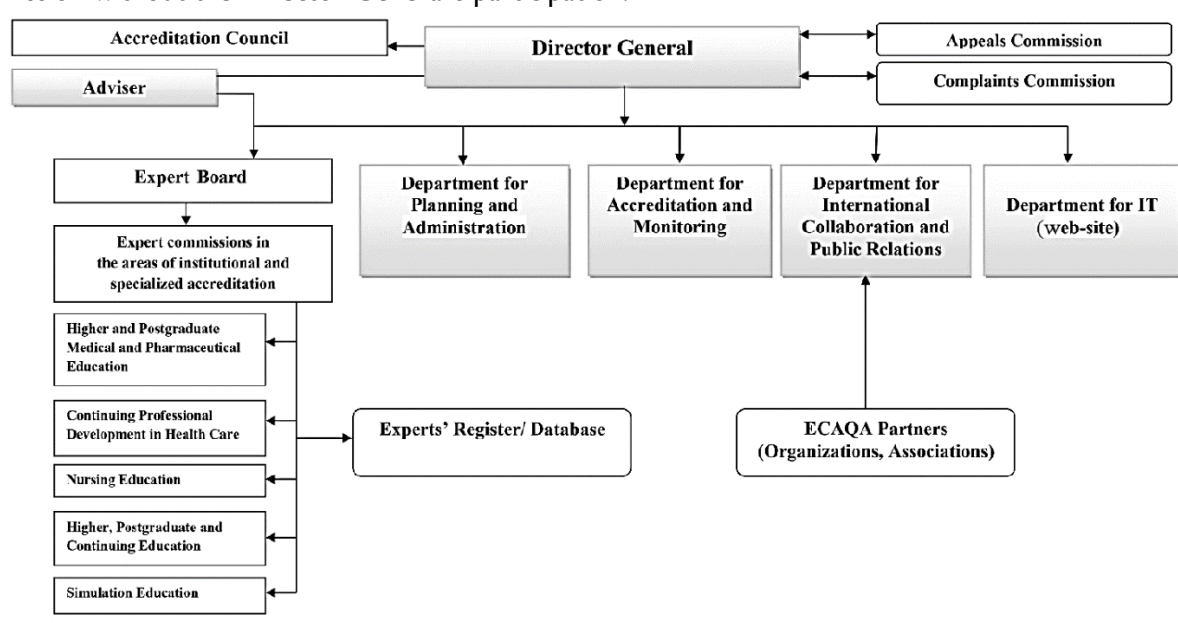 Accreditation Council
Director General
Appeals Commission
Adviser
Complaints Commission
Expert Board
Department for
Planning and
Administration
Department for
Accreditation and
Monitoring
Department for
International
Collaboration and
Public Relations
Department for IT
(web-site)
Expert commissions in
the areas of institutional and
specialized accreditation
Higher and Postgraduate
Medical and Pharmaceutical
Education
Continuing Professional
Development in Health Care
Experts’ Register/ Database
ECAQA Partners
(Organizations, Associations)
Nursing Education
Higher, Postgraduate and
Continuing Education
Simulation Education